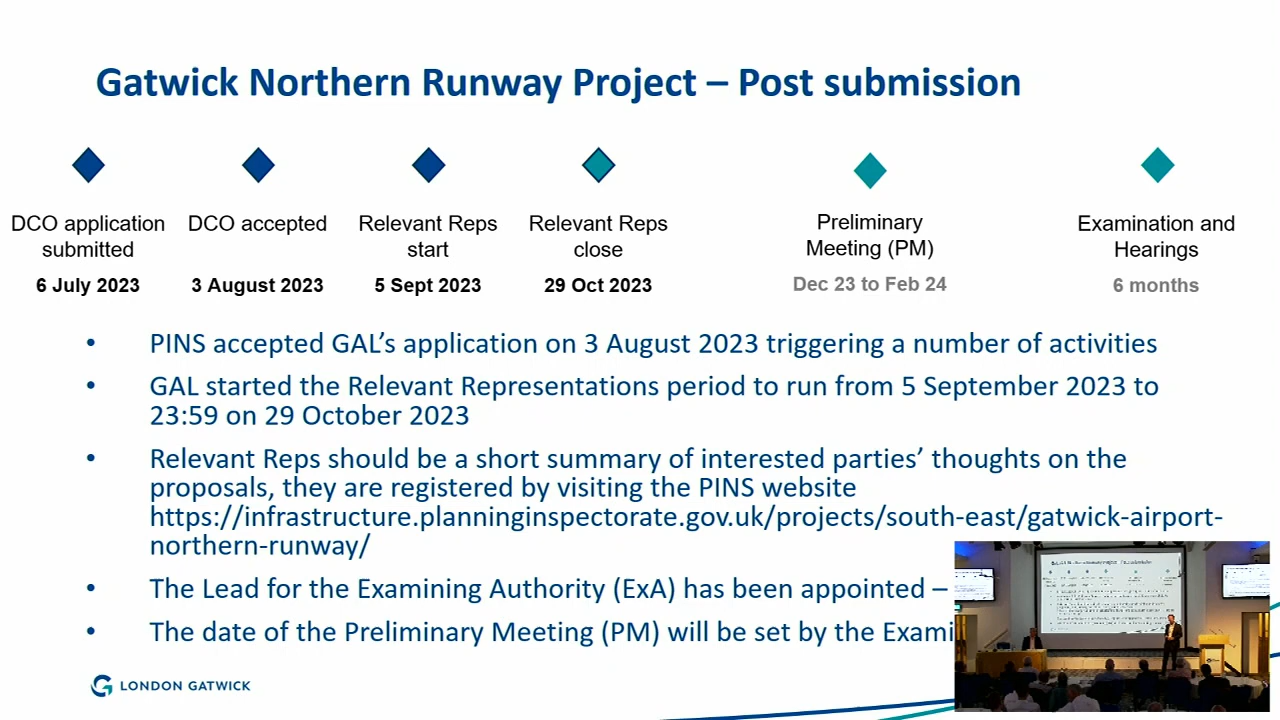 Gatwick Northern Runway Project – Post submission
DCO application
submitted
6 July 2023
DCO accepted
3 August 2023
Relevant Reps
start
5 Sept 2023
Relevant Reps
close
29 Oct 2023
Preliminary
Meeting (PM)
Dec 23 to Feb 24
Examination and
Hearings
6 months
• PINS accepted GAL’s application on 3 August 2023 triggering a number of activities
• GAL started the Relevant Representations period to run from 5 September 2023 to
23:59 on 29 October 2023
• Relevant Reps should be a short summary of interested parties’ thoughts on the
proposals, they are registered by visiting the PINS website
https://infrastructure.planninginspectorate.gov.uk/projects/south-east/gatwick-airport-
northern-runway/
• The Lead for the Examining Authority (ExA) has been appointed –
• The date of the Preliminary Meeting (PM) will be set by the Exami
LONDON GATWICK